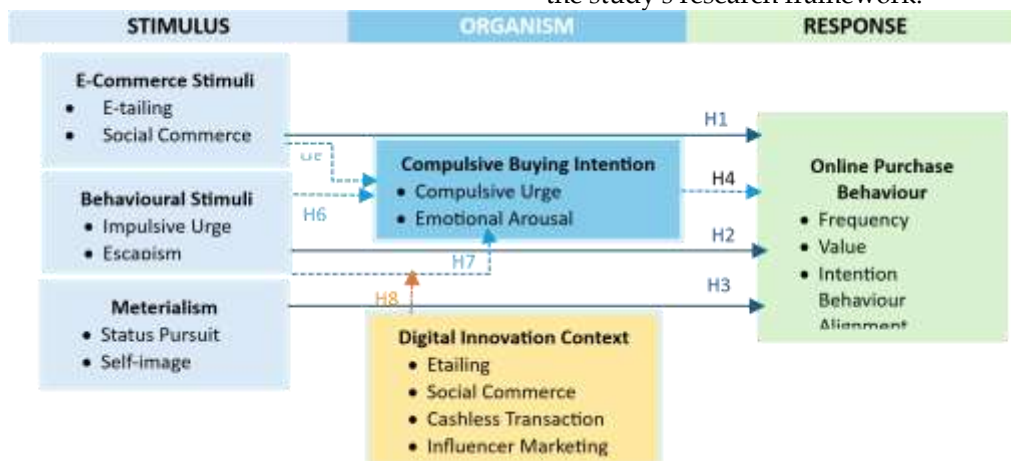 the study's research framework.
STIMULUS
ORGANISM
RESPONSE
E-Commerce Stimuli
• E-tailing
• Social Commerce
Behavioural Stimuli
• Impulsive Urge
• Escapism
Meterialism
• Status Pursuit
• Self-image
H6
H7
H8
Compulsive Buying Intention
• Compulsive Urge
• Emotional Arousal
Digital Innovation Context
• Etailing
• Social Commerce
• Cashless Transaction
• Influencer Marketing
H1
H4
H2
H3
Online Purchase
Behaviour
• Frequency
• Value
• Intention
Behaviour
Alignment